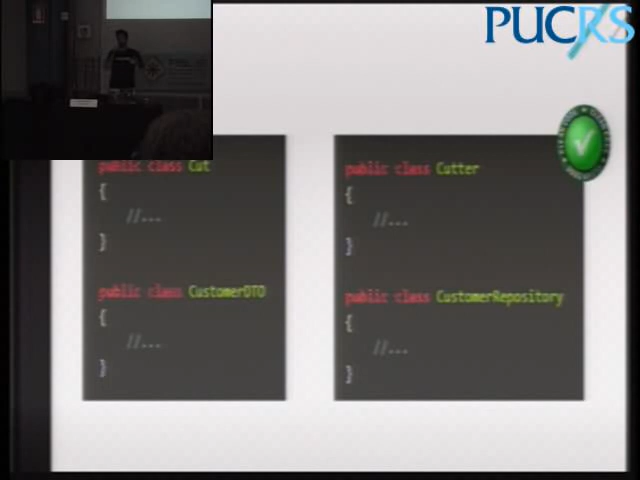 PUCRS
public class Cut
{
//...
}
public class CustomerDTO
{
//...
}
public class Cutter
{
//...
}
public class CustomerRepository
{
//...
}